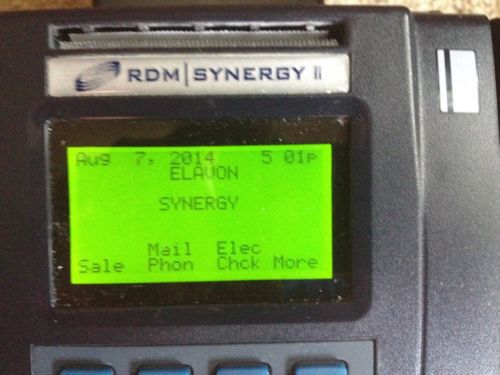 RDM|SYNERGY II
Aug 7, 2014 5 01P
ELAVON
SYNERGY
Mail Elec
Sale Phon Chck More